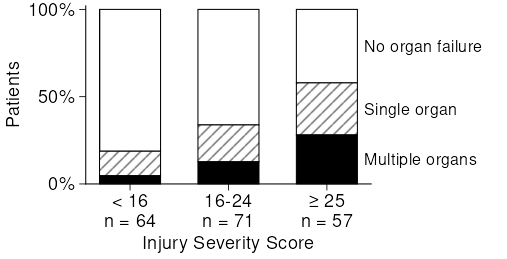 100%
50%
0%
Patients
No organ failure
Single organ
Multiple organs
< 16
n = 64
16-24
n = 71
≥ 25
n = 57
Injury Severity Score